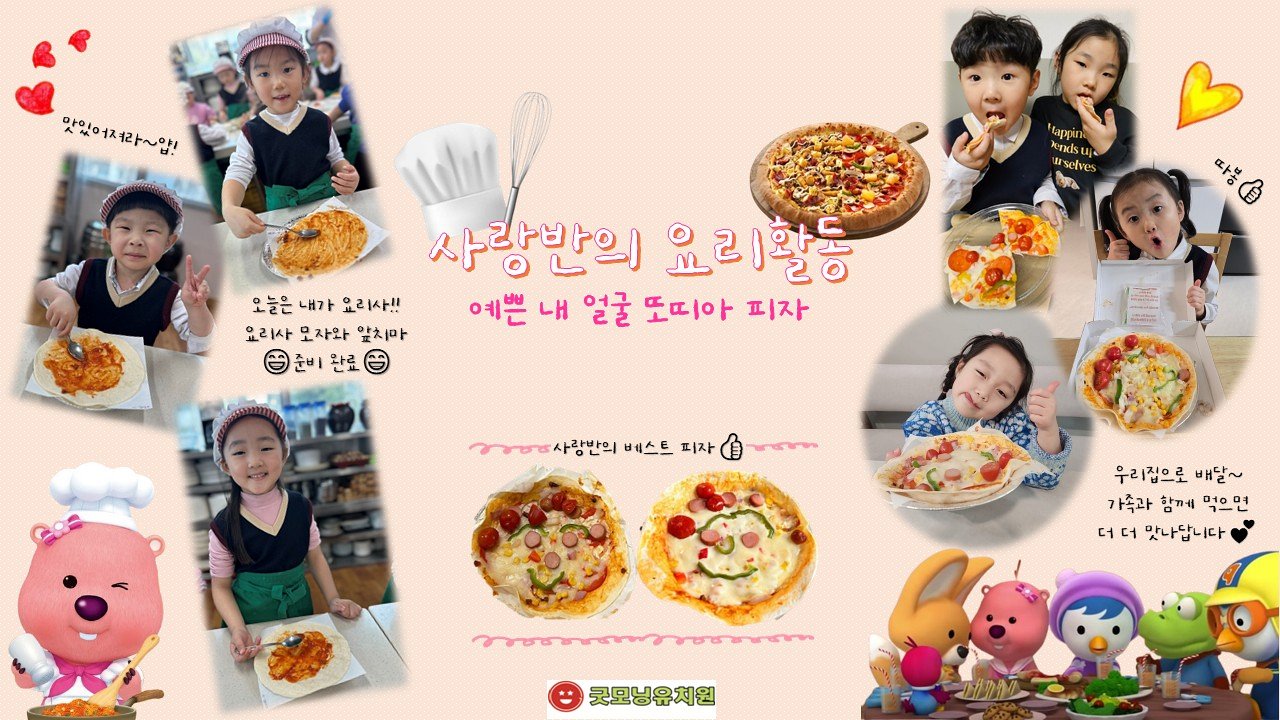 맛있어져라~얍!
오늘은 내가 요리사!!
요리사 모자와 앞치마
준비 완료
사랑반의 요리활동
예쁜 내 얼굴 또띠아 피자
사랑반의 베스트 피자
굿모닝유치원
Happines
ends up
ourselves
따봉
우리집으로 배달~
가족과 함께 먹으면
더 더 맛나답니다